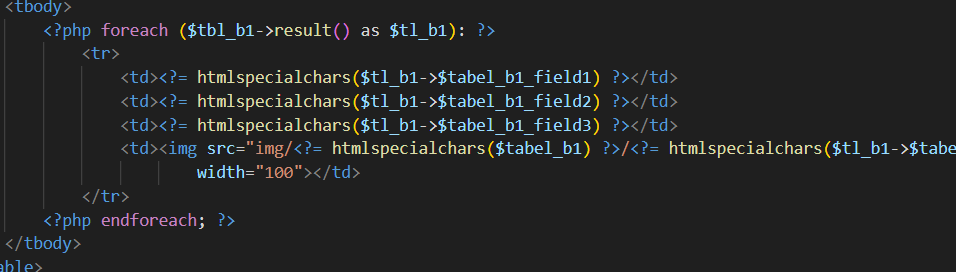 <tbody>
<?php foreach ($tbl_b1->result() as $tl_b1): ?>
<tr>
<td><?= htmlspecialchars($tl_b1->$tabel_b1_field1) ?></td>
<td><?= htmlspecialchars($tl_b1->$tabel_b1_field2) ?></td>
<td><?= htmlspecialchars($tl_b1->$tabel_b1_field3) ?></td>
<td><img src="img/<?= htmlspecialchars($tabel_b1) ?>/<?= htmlspecialchars($tl_b1->$tabe
width="100"></td>
</tr>
<?php endforeach; ?>
</tbody>
able>